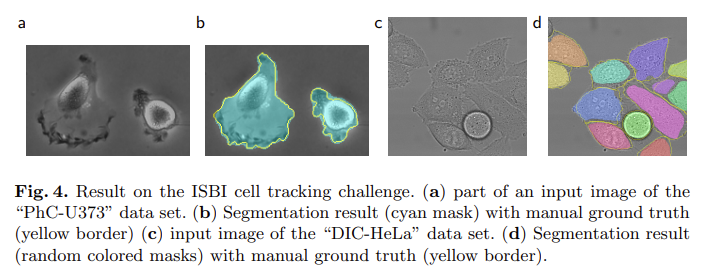 a b c d
Fig. 4. Result on the ISBI cell tracking challenge. (a) part of an input image of the
“PhC-U373” data set. (b) Segmentation result (cyan mask) with manual ground truth
(yellow border) (c) input image of the “DIC-HeLa” data set. (d) Segmentation result
(random colored masks) with manual ground truth (yellow border).